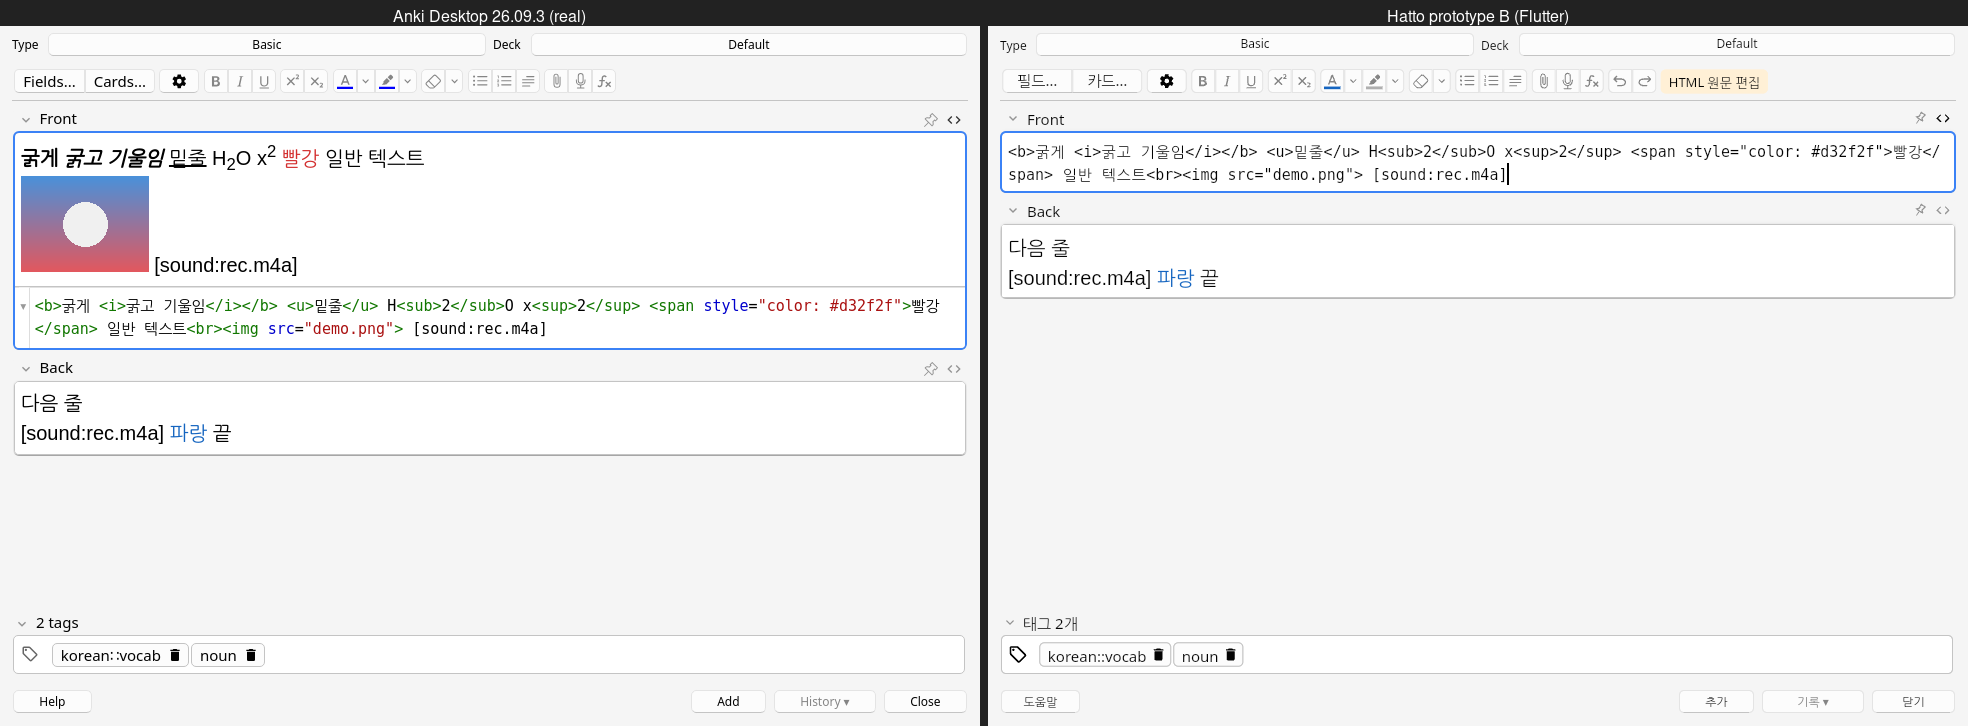 Anki Desktop 26.09.3 (real)
Type Basic Deck Default
Fields... Cards... B I U X² X₂ A fx
Front
굵게 굵고 기울임 밑줄 H2O x2 빨강 일반 텍스트
[sound:rec.m4a]
<b>굵게 <i>굵고 기울임</i></b> <u>밑줄</u> H<sub>2</sub>O x<sup>2</sup> <span style="color: #d32f2f">빨강
</span> 일반 텍스트<br><img src="demo.png"> [sound:rec.m4a]
Back
다음 줄
[sound:rec.m4a] 파랑 끝
2 tags
korean::vocab noun
Help Add History ▾ Close
Hatto prototype B (Flutter)
Type Basic Deck Default
필드... 카드... B I U X² X₂ A fx HTML 원문 편집
Front
<b>굵게 <i>굵고 기울임</i></b> <u>밑줄</u> H<sub>2</sub>O x<sup>2</sup> <span style="color: #d32f2f">빨강</
span> 일반 텍스트<br><img src="demo.png"> [sound:rec.m4a]
Back
다음 줄
[sound:rec.m4a] 파랑 끝
태그 2개
korean::vocab noun
도움말 추가 기록 ▾ 닫기